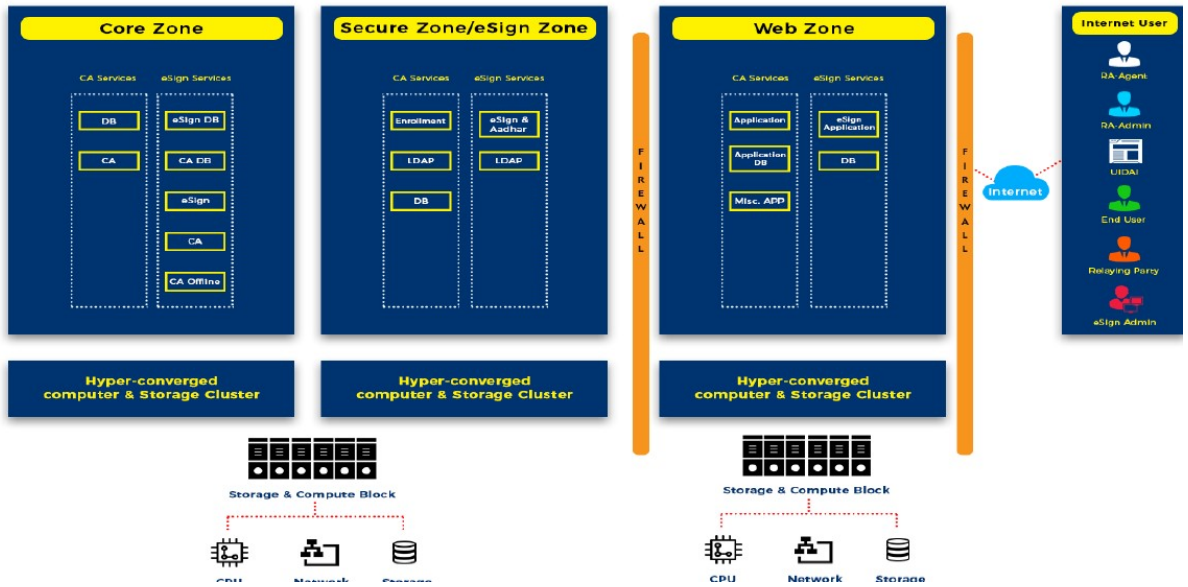 Core Zone
CA Services
eSign Services
DB
CA
eSign DB
CA DB
eSign
CA
CA Offline
Secure Zone/eSign Zone
CA Services
eSign Services
Enrollment
LDAP
DB
eSign &
Aadhar
LDAP
FIREWALL
Web Zone
CA Services
eSign Services
Application
Application
DB
Misc. APP
eSign
Application
DB
FIREWALL
Internet
Internet User
RA-Agent
RA-Admin
UIDAI
End User
Relaying Party
eSign Admin
Hyper-converged
computer & Storage Cluster
Hyper-converged
computer & Storage Cluster
Hyper-converged
computer & Storage Cluster
Storage & Compute Block
CPU
Network
Storage
Storage & Compute Block
CPU
Network
Storage